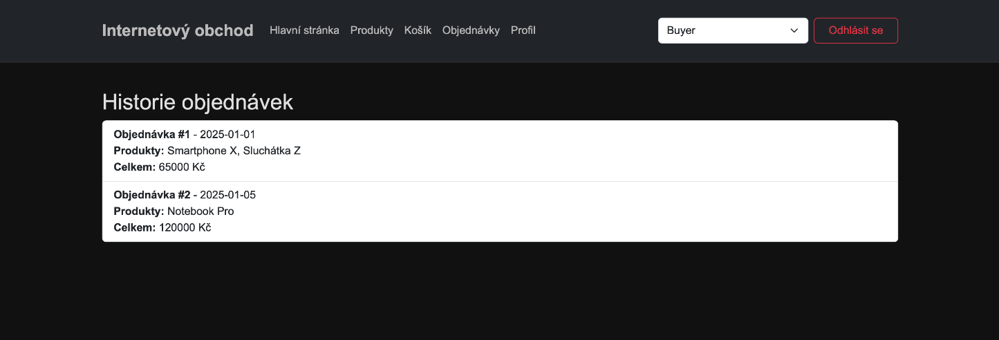 Internetový obchod Hlavní stránka Produkty Košík Objednávky Profil Buyer Odhlásit se
Historie objednávek
Objednávka #1 - 2025-01-01
Produkty: Smartphone X, Sluchátka Z
Celkem: 65000 Kč
Objednávka #2 - 2025-01-05
Produkty: Notebook Pro
Celkem: 120000 Kč